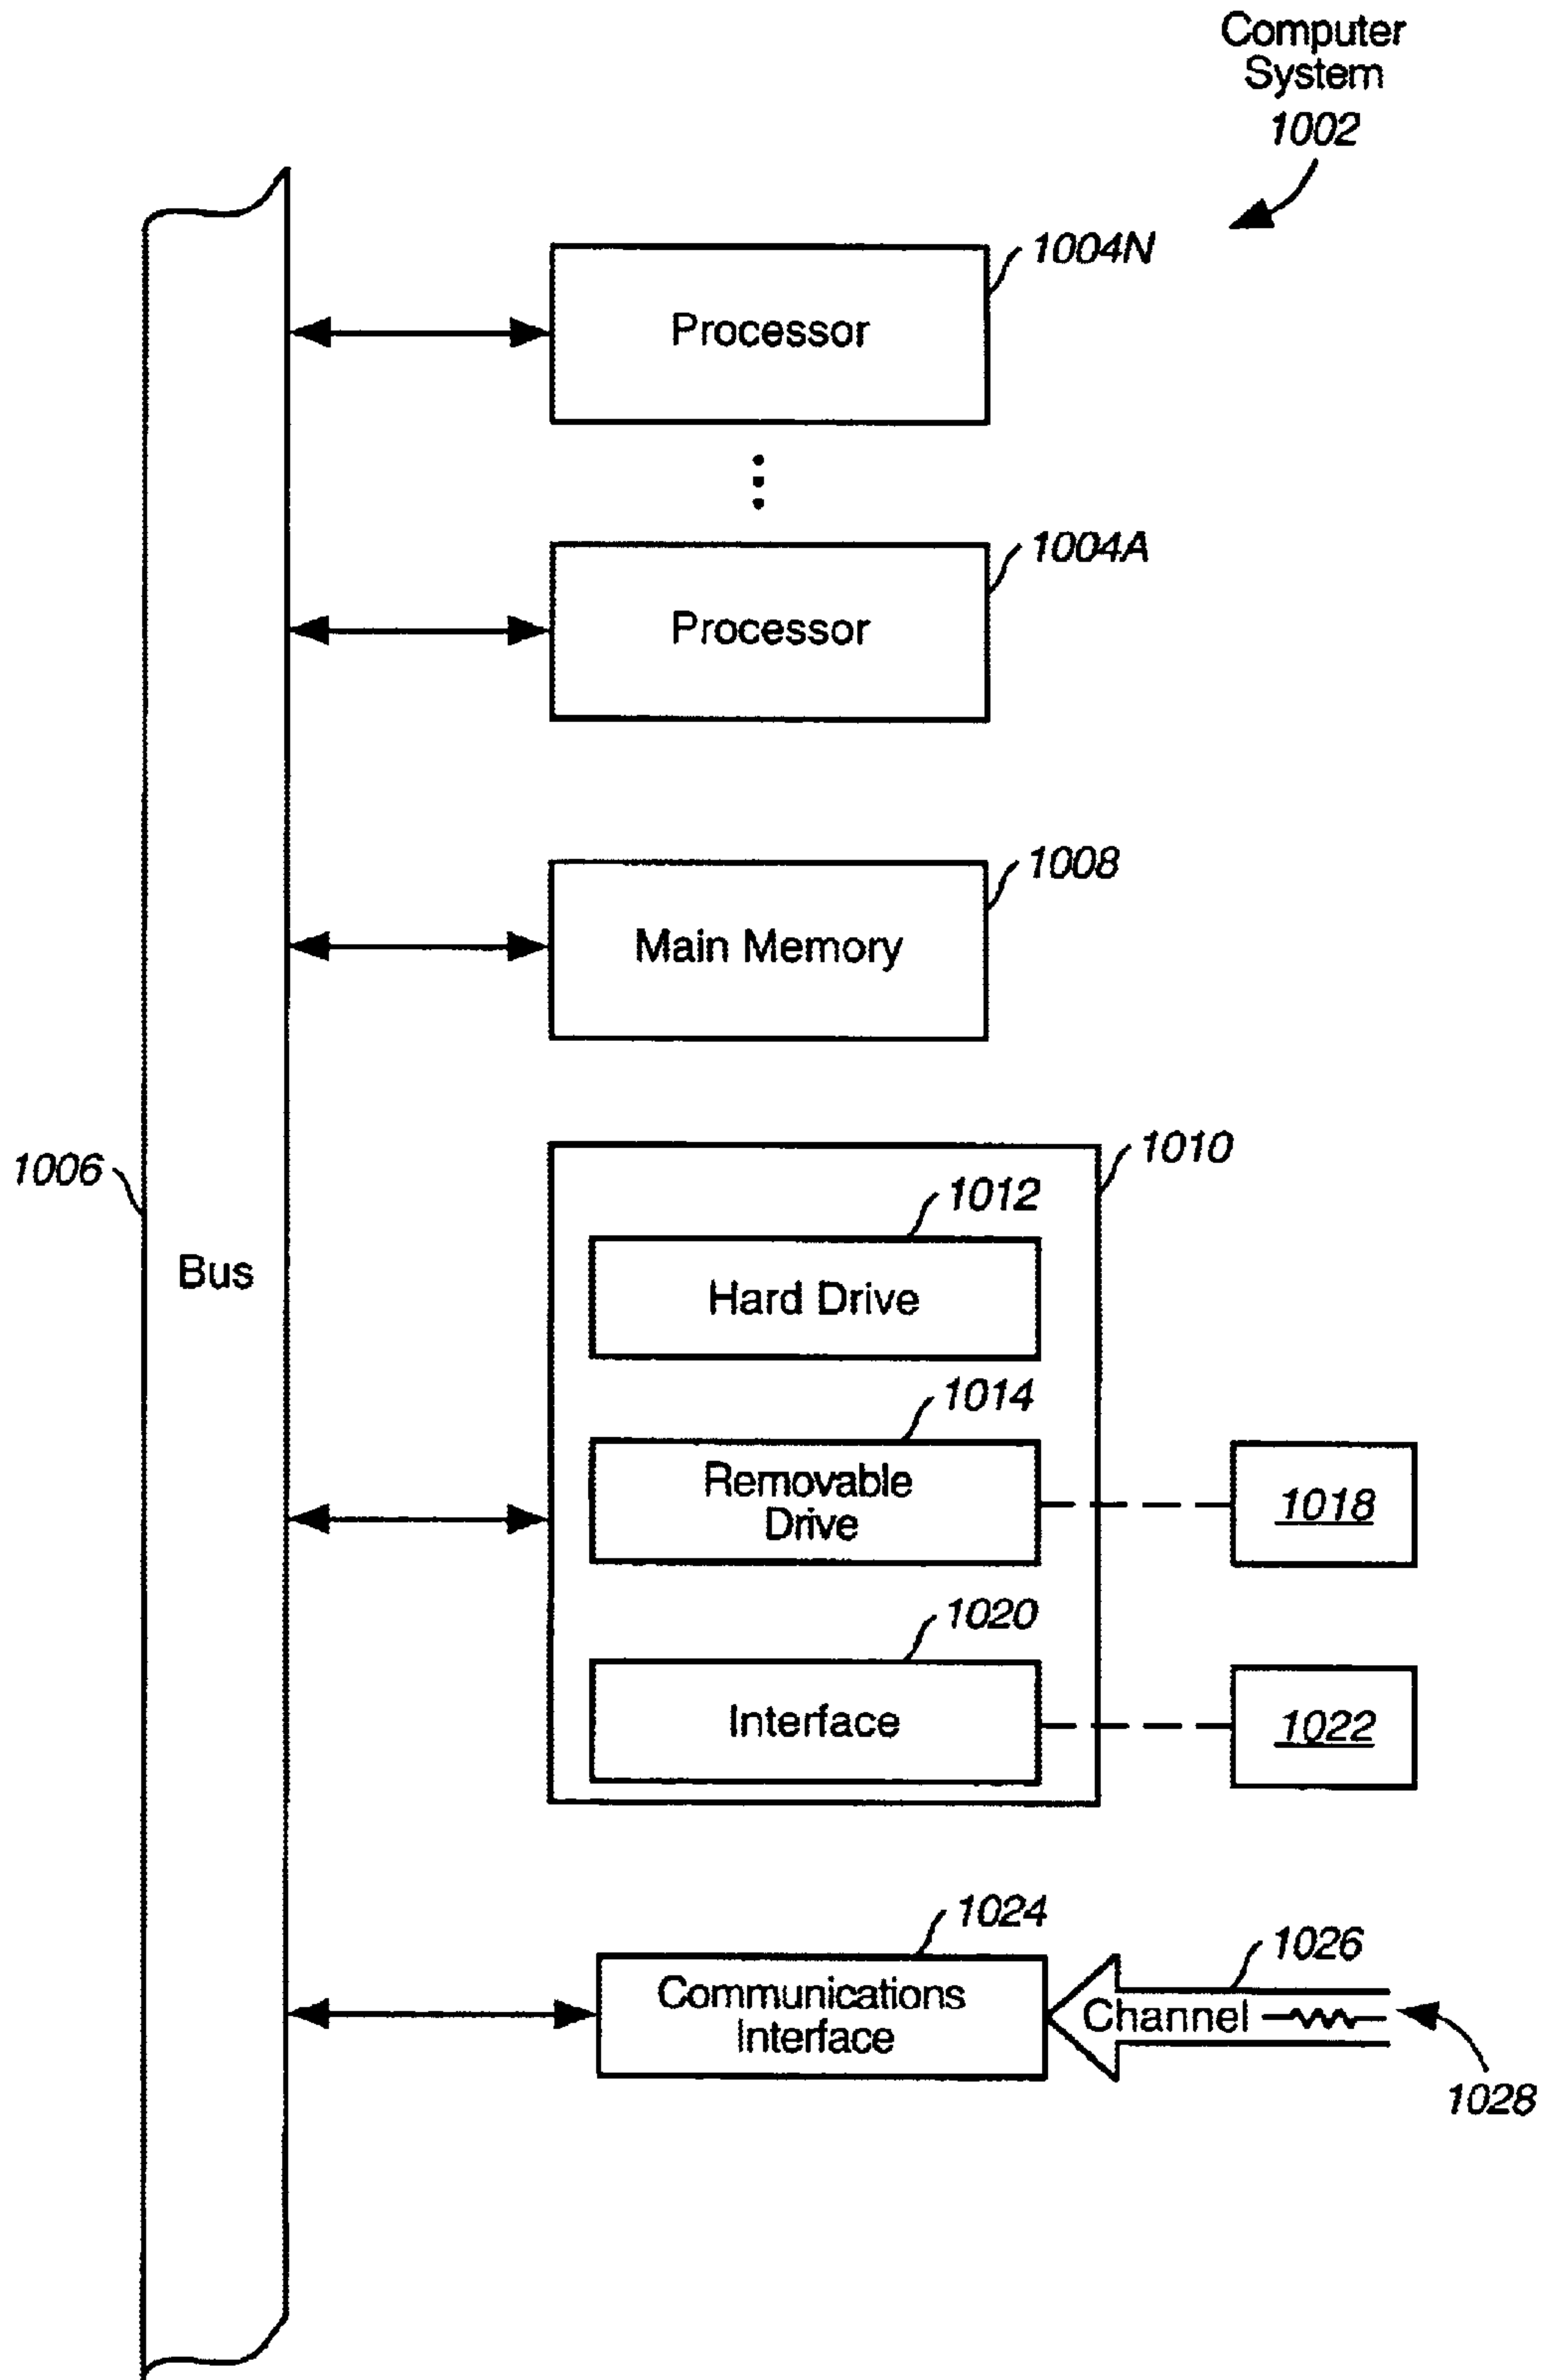 Computer
System
1002
1004N
Processor
1004A
Processor
1008
Main Memory
1006
Bus
1010
1012
Hard Drive
1014
Removable
Drive
1018
1020
Interface
1022
1024
Communications
Interface
1026
Channel
1028